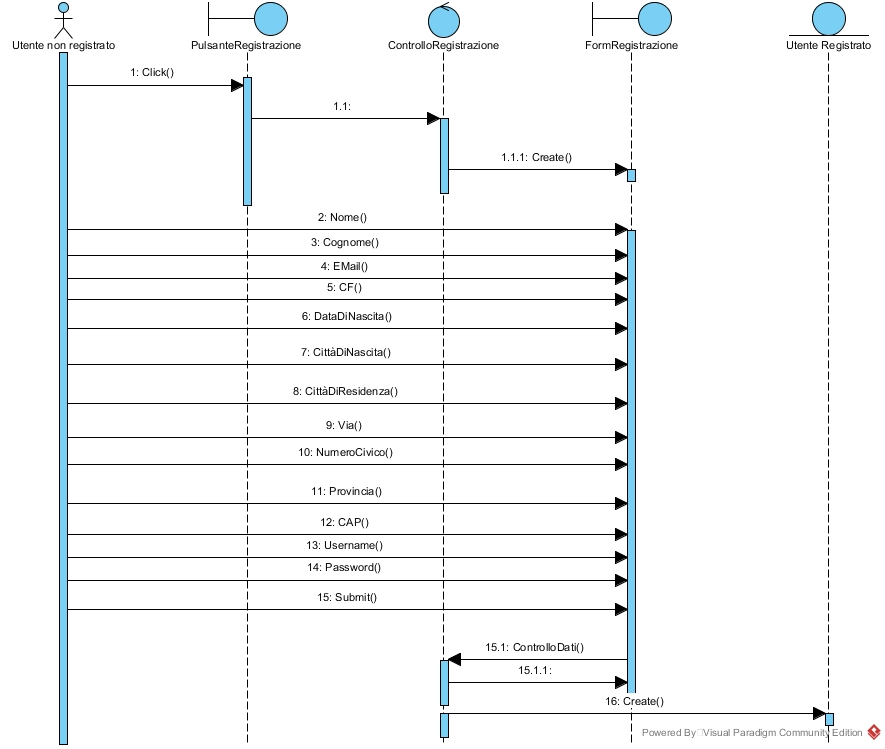 Utente non registrato
PulsanteRegistrazione
ControlloRegistrazione
FormRegistrazione
Utente Registrato
1: Click()
1.1:
1.1.1: Create()
2: Nome()
3: Cognome()
4: EMail()
5: CF()
6: DataDiNascita()
7: CittàDiNascita()
8: CittàDiResidenza()
9: Via()
10: NumeroCivico()
11: Provincia()
12: CAP()
13: Username()
14: Password()
15: Submit()
15.1: ControlloDati()
15.1.1:
16: Create()
Powered By Visual Paradigm Community Edition